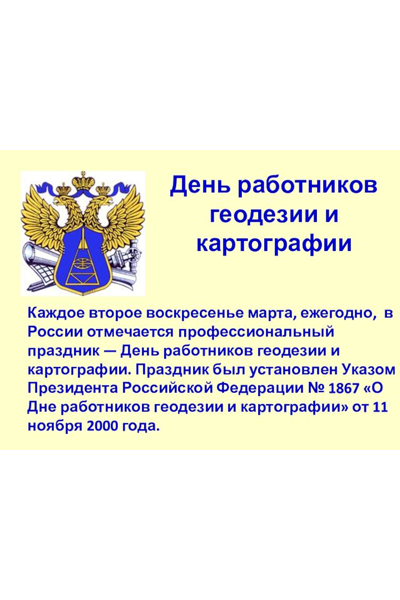 День работников
геодезии и
картографии
Каждое второе воскресенье марта, ежегодно, в
России отмечается профессиональный
праздник — День работников геодезии и
картографии. Праздник был установлен Указом
Президента Российской Федерации № 1867 «О
Дне работников геодезии и картографии» от 11
ноября 2000 года.